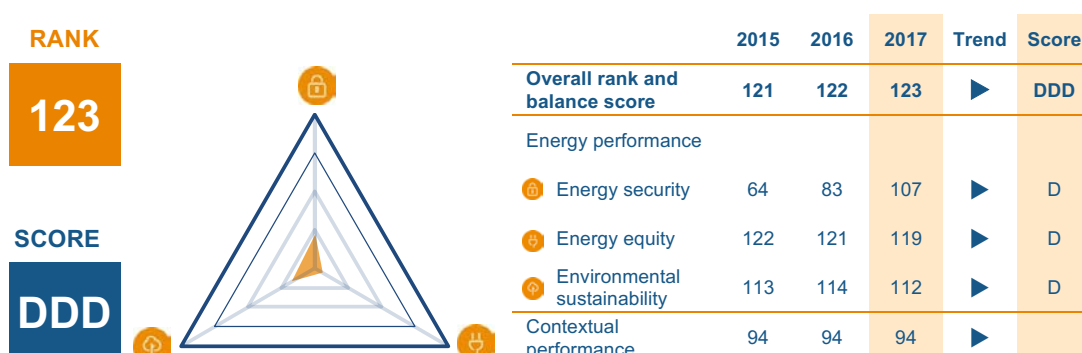 RANK
123
SCORE
DDD
2015 2016 2017 Trend Score
Overall rank and
balance score 121 122 123 DDD
Energy performance
Energy security 64 83 107 D
Energy equity 122 121 119 D
Environmental
sustainability 113 114 112 D
Contextual
performance 94 94 94